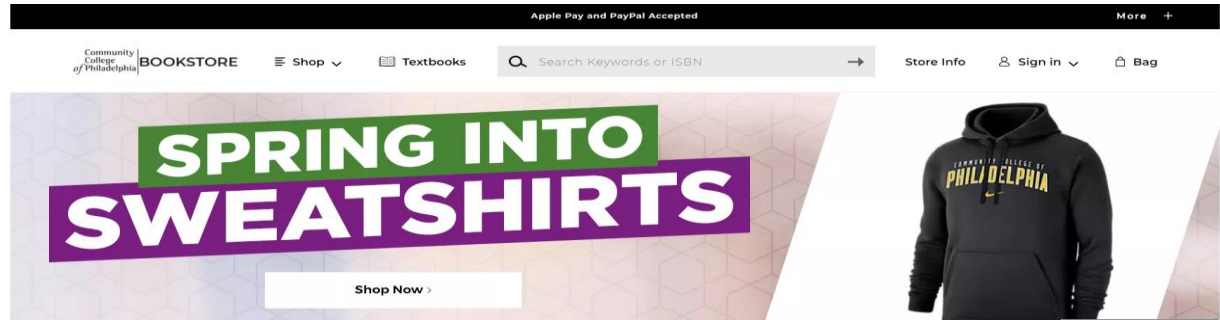 Apple Pay and PayPal Accepted
More +
Community
College
of Philadelphia
BOOKSTORE
Shop
Textbooks
Search Keywords or ISBN
Store Info
Sign in
Bag
SPRING INTO
SWEATSHIRTS
Shop Now >
COMMUNITY COLLEGE OF
PHILADELPHIA